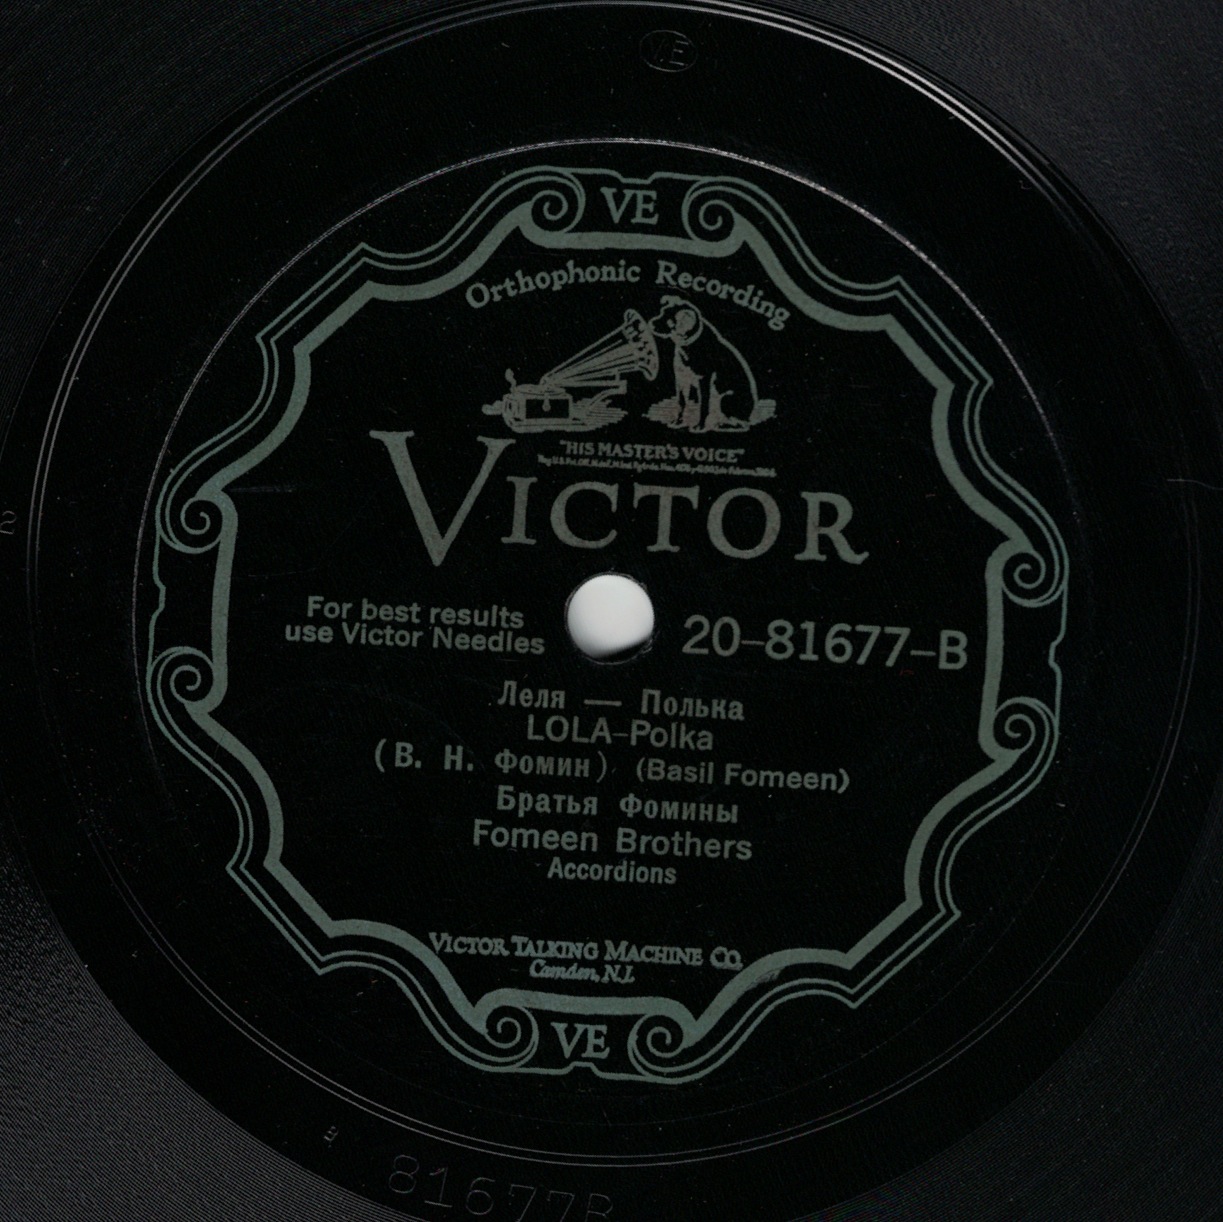 VE
VE
Orthophonic Recording
"HIS MASTER'S VOICE"
VICTOR
For best results
use Victor Needles
20-81677-B
Леля — Полька
LOLA-Polka
(В. Н. Фомин) (Basil Fomeen)
Братья Фомины
Fomeen Brothers
Accordions
VICTOR TALKING MACHINE CO.
Camden, N.J.
VE
81677B